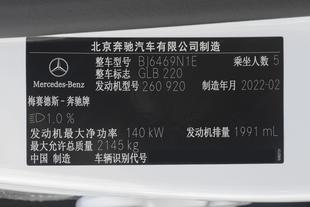 北京奔驰汽车有限公司制造
整车型号 BJ6469N1E 乘坐人数 5
整车标志 GLB 220
发动机型号 260 920 制造年月 2022-02
Mercedes-Benz
梅赛德斯－奔驰牌
1.0 %
发动机最大净功率 140 kW 发动机排量 1991 mL
最大允许总质量 2145 kg
中国 制造 车辆识别代号